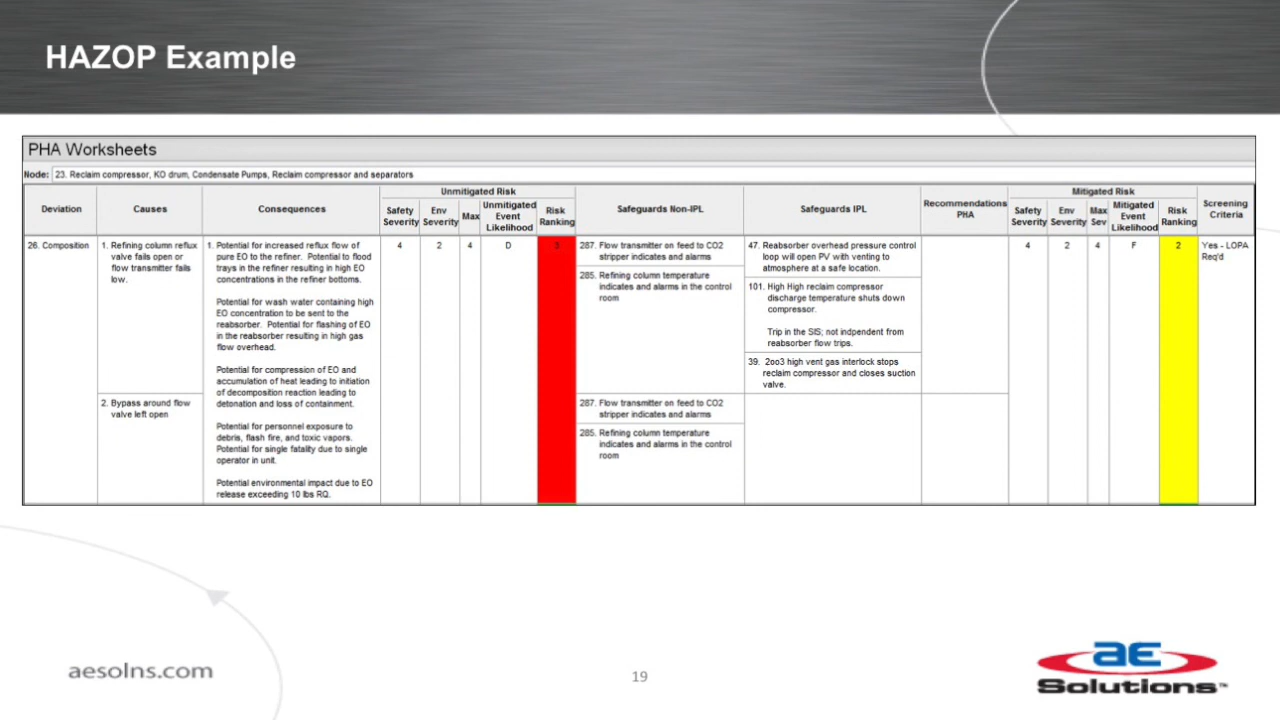 HAZOP Example
PHA Worksheets
Node: 23. Reclaim compressor, KO drum, Condensate Pumps, Reclaim compressor and separators
Deviation
Causes
Consequences
Unmitigated Risk
Safety
Severity
Env
Severity
Max
Unmitigated
Event
Likelihood
Risk
Ranking
Safeguards Non-IPL
Safeguards IPL
Recommendations
PHA
Mitigated Risk
Safety
Severity
Env
Severity
Max
Sev
Mitigated
Event
Likelihood
Risk
Ranking
Screening
Criteria
26. Composition
1. Refining column reflux
valve fails open or
flow transmitter fails
low.
2. Bypass around flow
valve left open
1. Potential for increased reflux flow of
pure EO to the refiner. Potential to flood
trays in the refiner resulting in high EO
concentrations in the refiner bottoms.
Potential for wash water containing high
EO concentration to be sent to the
reabsorber. Potential for flashing of EO
in the reabsorber resulting in high gas
flow overhead.
Potential for compression of EO and
accumulation of heat leading to initiation
of decomposition reaction leading to
detonation and loss of containment.
Potential for personnel exposure to
debris, flash fire, and toxic vapors.
Potential for single fatality due to single
operator in unit.
Potential environmental impact due to EO
release exceeding 10 lbs RQ.
4
2
4
D
3
287. Flow transmitter on feed to CO2
stripper indicates and alarms
285. Refining column temperature
indicates and alarms in the control
room
287. Flow transmitter on feed to CO2
stripper indicates and alarms
285. Refining column temperature
indicates and alarms in the control
room
47. Reabsorber overhead pressure control
loop will open PV with venting to
atmosphere at a safe location.
101. High High reclaim compressor
discharge temperature shuts down
compressor.
Trip in the SIS; not indpendent from
reabsorber flow trips.
39. 2oo3 high vent gas interlock stops
reclaim compressor and closes suction
valve.
4
2
4
F
2
Yes - LOPA
Req'd
aesolns.com
19
ae
Solutions™